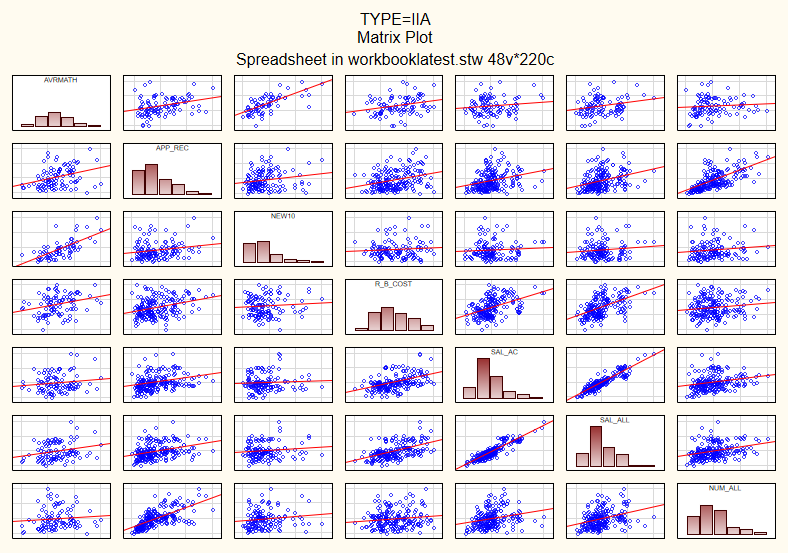 TYPE=IIA
Matrix Plot
Spreadsheet in workbooklatest.stw 48v*220c
AVRMATH
APP_REC
NEW10
R_B_COST
SAL_AC
SAL_ALL
NUM_ALL